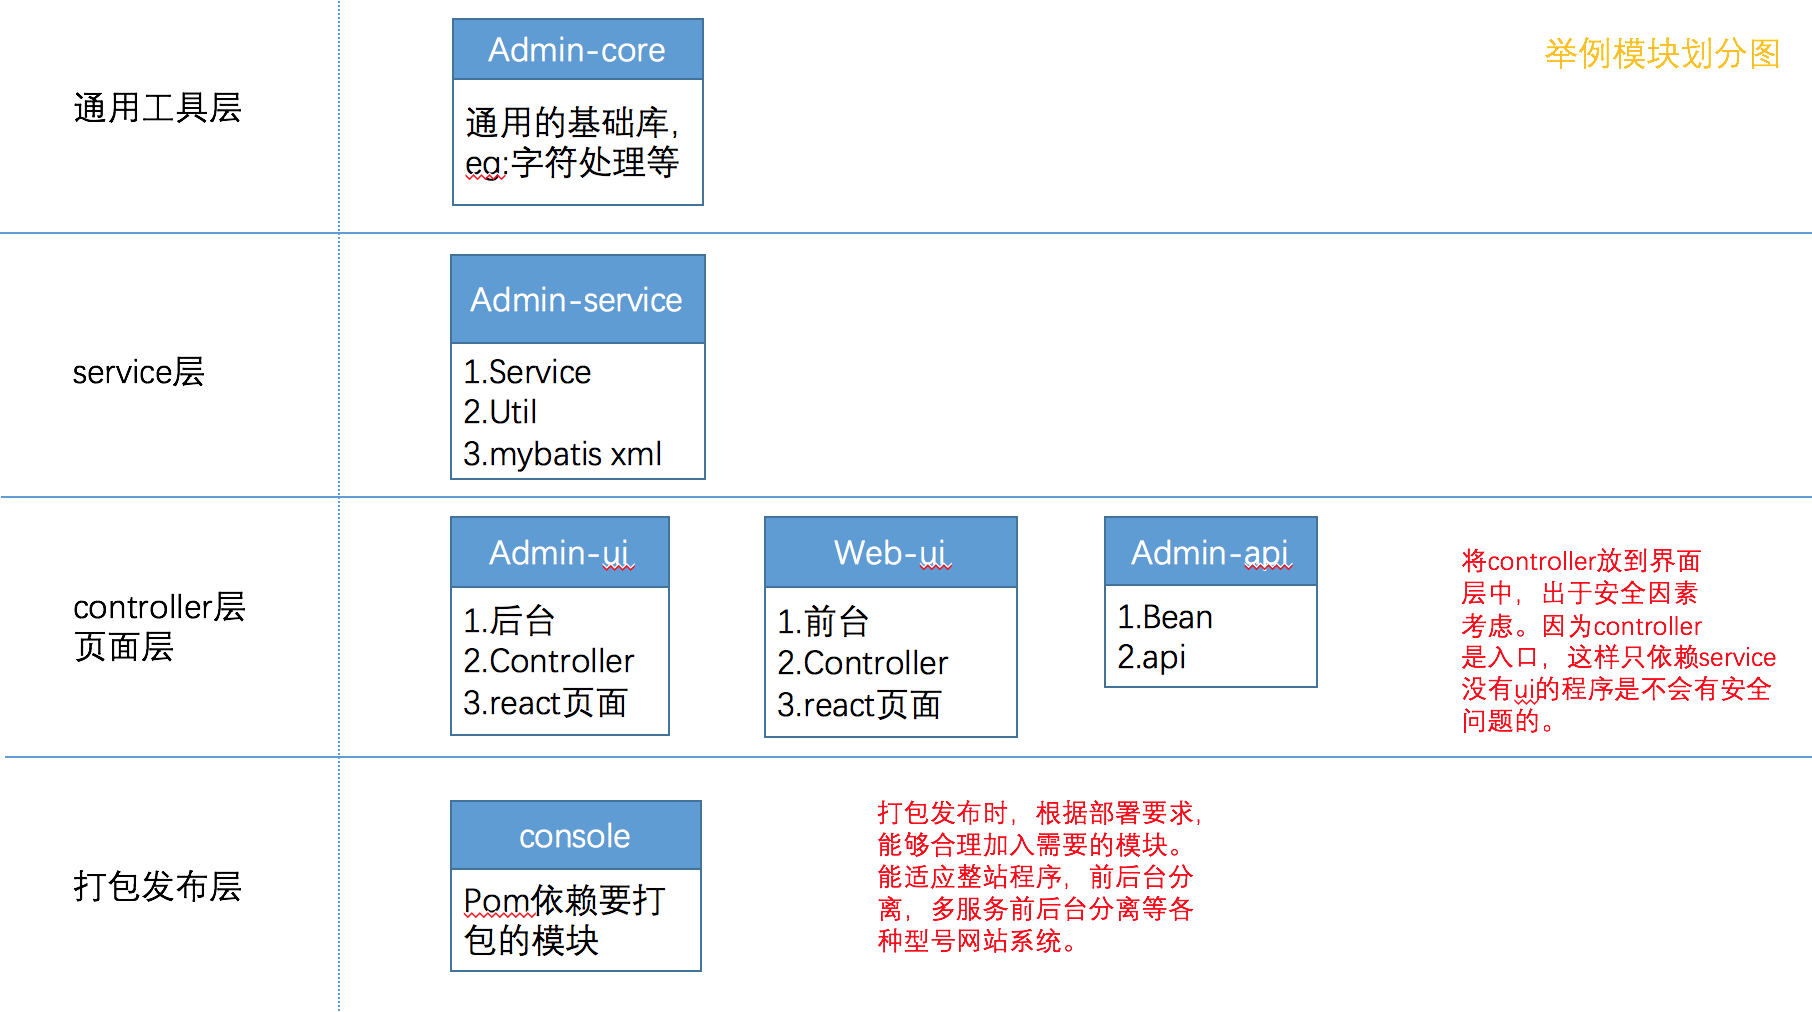 举例模块划分图
通用工具层
Admin-core
通用的基础库,
eg:字符处理等
service层
Admin-service
1.Service
2.Util
3.mybatis xml
controller层
页面层
Admin-ui
1.后台
2.Controller
3.react页面
Web-ui
1.前台
2.Controller
3.react页面
Admin-api
1.Bean
2.api
将controller放到界面
层中，出于安全因素
考虑。因为controller
是入口，这样只依赖service
没有ui的程序是不会有安全
问题的。
打包发布层
console
Pom依赖要打
包的模块
打包发布时，根据部署要求，
能够合理加入需要的模块。
能适应整站程序，前后台分
离，多服务前后台分离等各
种型号网站系统。